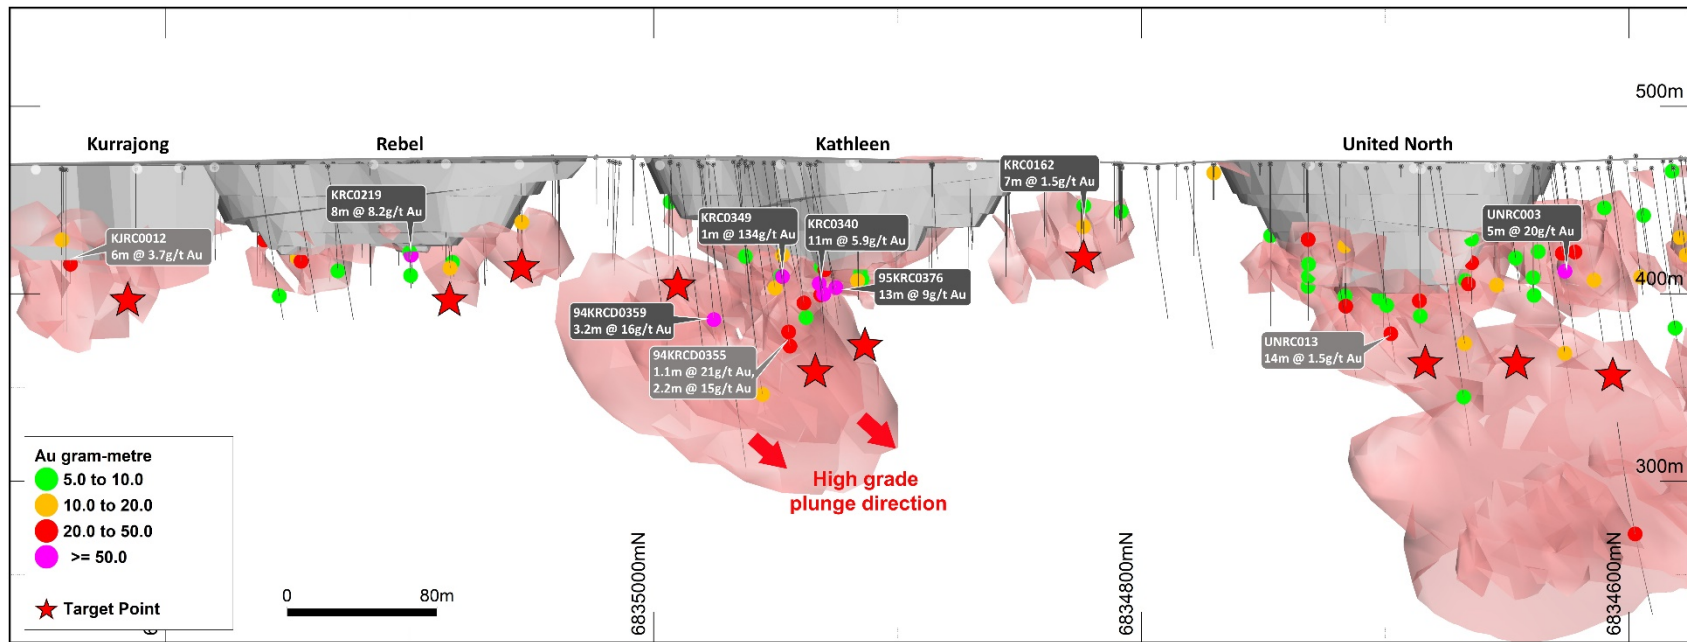 500m
Kurrajong
Rebel
Kathleen
United North
KRC0162
7m @ 1.5g/t Au
KRC0219
8m @ 8.2g/t Au
KRC0349
1m @ 134g/t Au
KRC0340
11m @ 5.9g/t Au
UNRC003
5m @ 20g/t Au
KJRC0012
6m @ 3.7g/t Au
95KRC0376
13m @ 9g/t Au
400m
94KRCD0359
3.2m @ 16g/t Au
94KRCD0355
1.1m @ 21g/t Au,
2.2m @ 15g/t Au
UNRC013
14m @ 1.5g/t Au
Au gram-metre
5.0 to 10.0
10.0 to 20.0
20.0 to 50.0
>= 50.0
Target Point
High grade
plunge direction
300m
0
80m
6835000mN
6834800mN
6834600mN